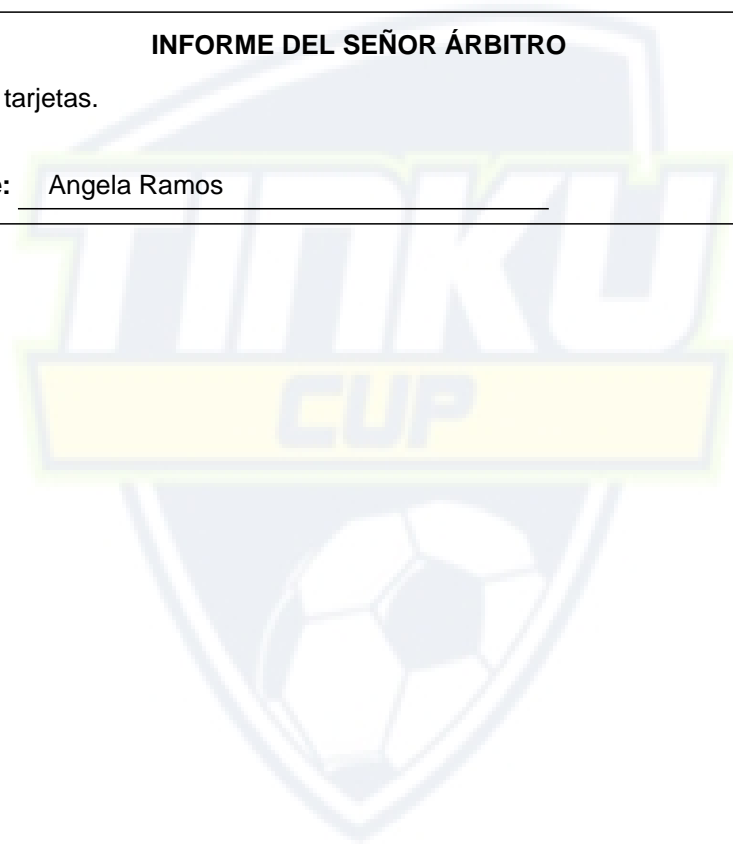 INFORME DEL SEÑOR ÁRBITRO
tarjetas.
: Angela Ramos
TINKU
CUP